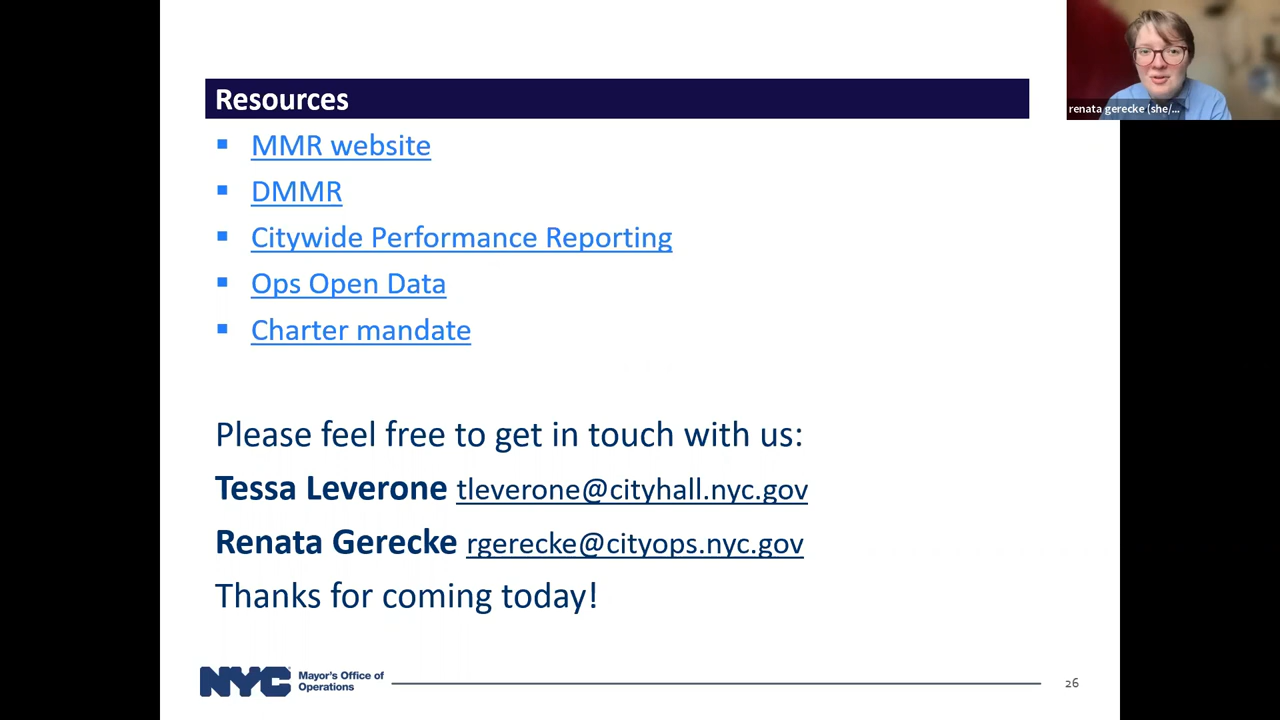 Resources
▪ MMR website
▪ DMMR
▪ Citywide Performance Reporting
▪ Ops Open Data
▪ Charter mandate
Please feel free to get in touch with us:
Tessa Leverone tleverone@cityhall.nyc.gov
Renata Gerecke rgerecke@cityops.nyc.gov
Thanks for coming today!
NYC Mayor's Office of
Operations
26
renata gerecke (she/...